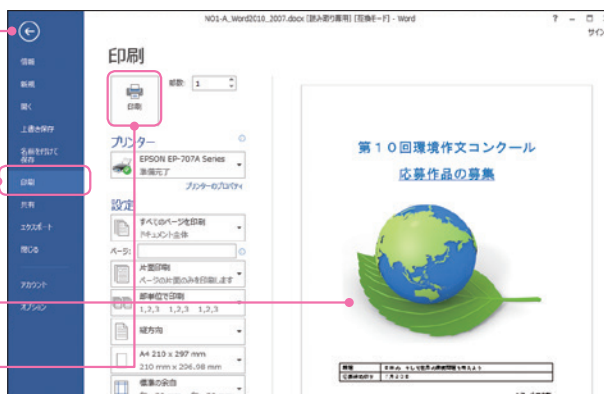 NO1-A_Word2010_2007.docx [読み取り専用] [互換モード] - Word
?
サイン
情報
新規
開く
上書き保存
名前を付けて
保存
印刷
共有
エクスポート
閉じる
アカウント
オプション
印刷
印刷
部数: 1
プリンター
EPSON EP-707A Series
準備完了
プリンターのプロパティ
設定
すべてのページを印刷
ドキュメント全体
ページ:
片面印刷
ページの片面のみを印刷します
部単位で印刷
1,2,3 1,2,3 1,2,3
縦方向
A4 210 x 297 mm
210 mm x 296.98 mm
標準の余白
第10回環境作文コンクール
応募作品の募集